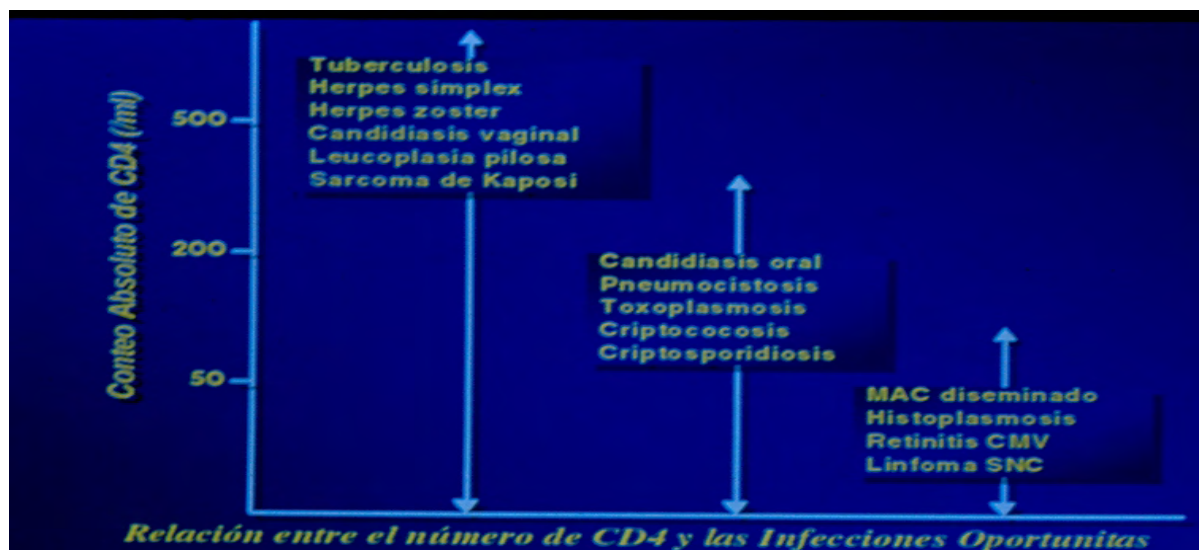 Conteo Absoluto de CD4 (/ml)
500
200
50
Tuberculosis
Herpes simplex
Herpes zoster
Candidiasis vaginal
Leucoplasia pilosa
Sarcoma de Kaposi
Candidiasis oral
Pneumocistosis
Toxoplasmosis
Criptococosis
Criptosporidiosis
MAC diseminado
Histoplasmosis
Retinitis CMV
Linfoma SNC
Relación entre el número de CD4 y las Infecciones Oportunitas